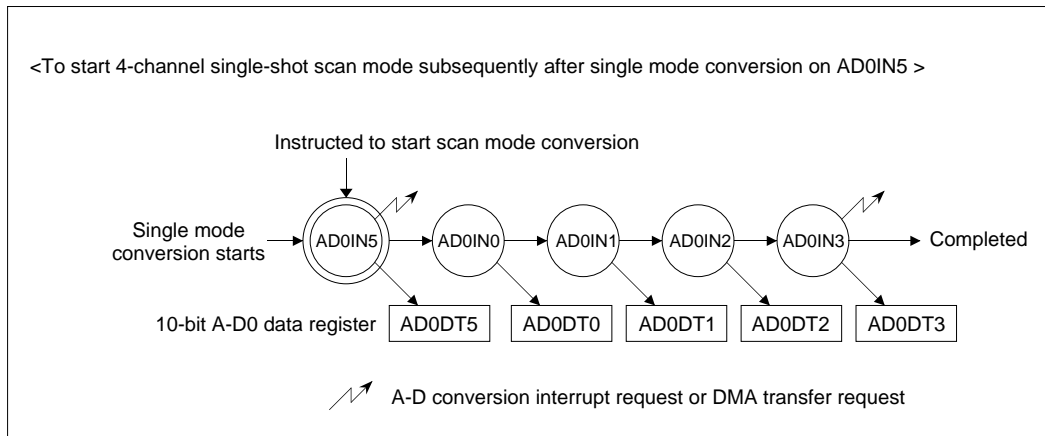 <To start 4-channel single-shot scan mode subsequently after single mode conversion on AD0IN5 >
Instructed to start scan mode conversion
Single mode
conversion starts
AD0IN5
AD0IN0
AD0IN1
AD0IN2
AD0IN3
Completed
10-bit A-D0 data register
AD0DT5
AD0DT0
AD0DT1
AD0DT2
AD0DT3
A-D conversion interrupt request or DMA transfer request